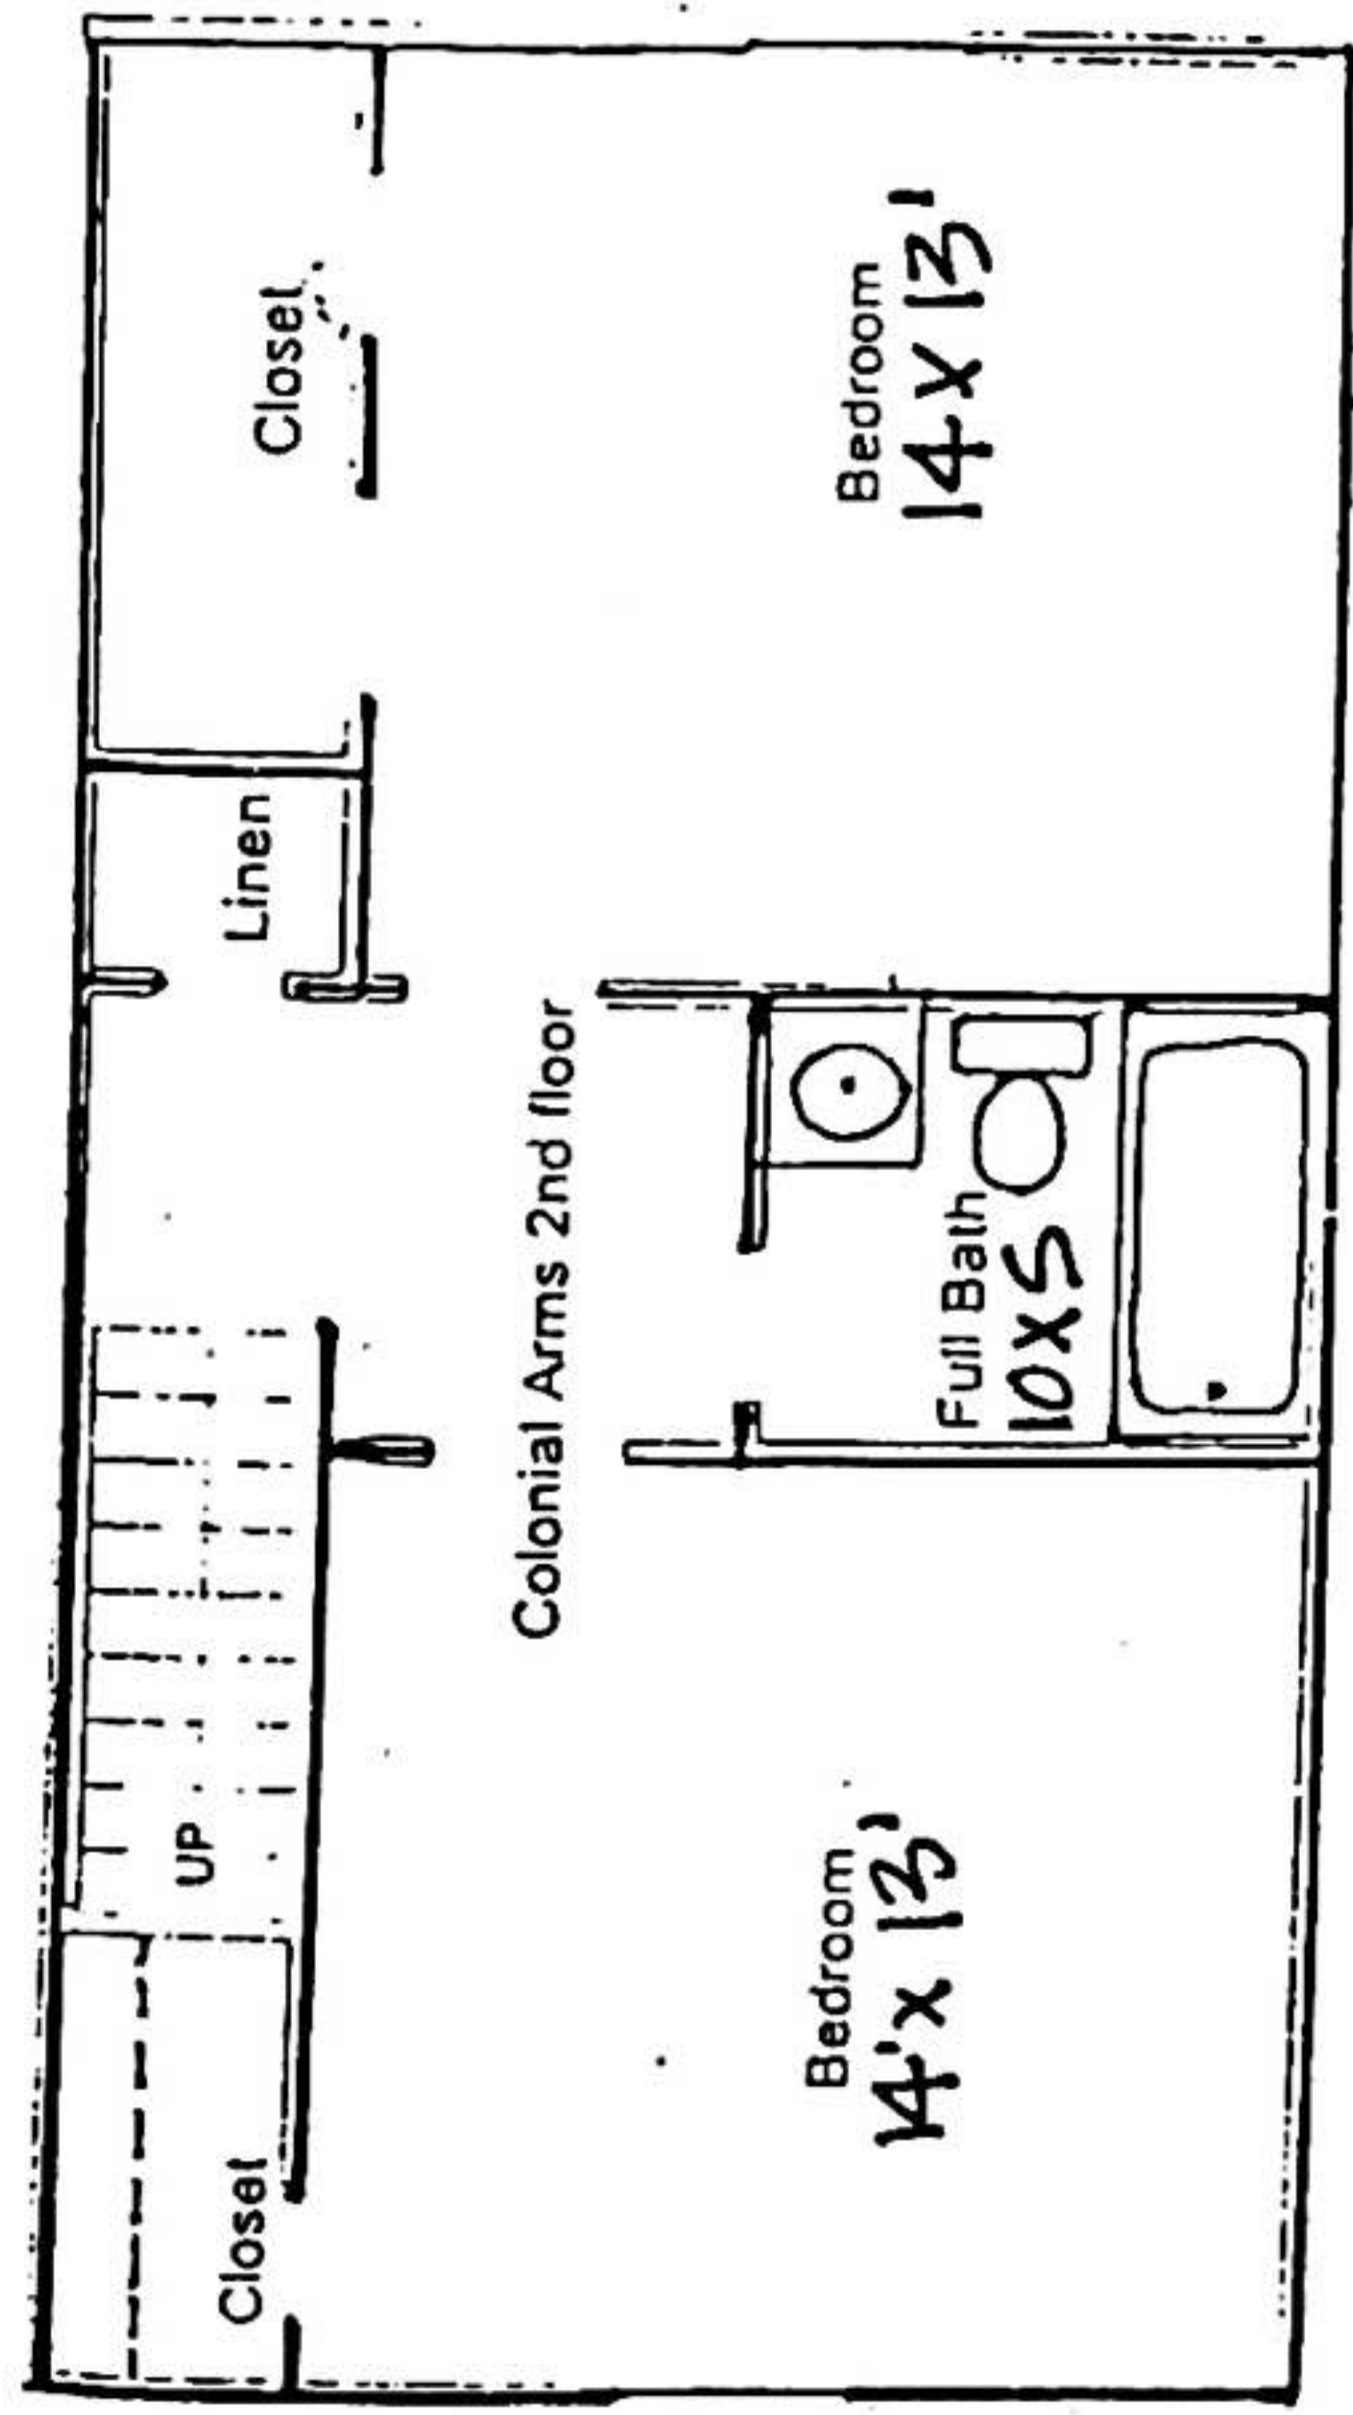 Closet
Linen
UP
Closet
Colonial Arms 2nd floor
Bedroom
14 X 13'
Full Bath
10X5
Bedroom
14'x 13'